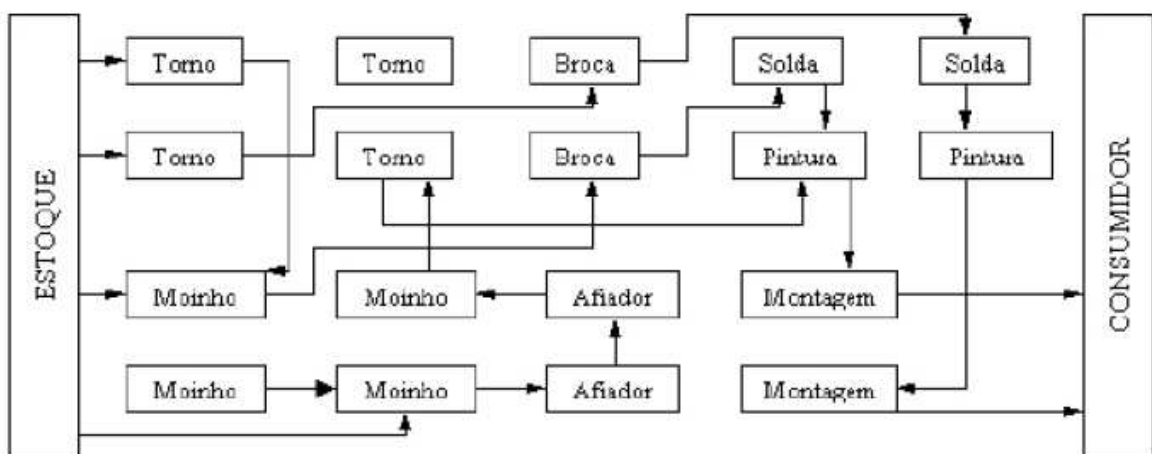 ESTOQUE
Torno Torno Broca Solda Solda
Torno Torno Broca Pintura Pintura
Moinho Moinho Afiador Montagem
Moinho Moinho Afiador Montagem
CONSUMIDOR